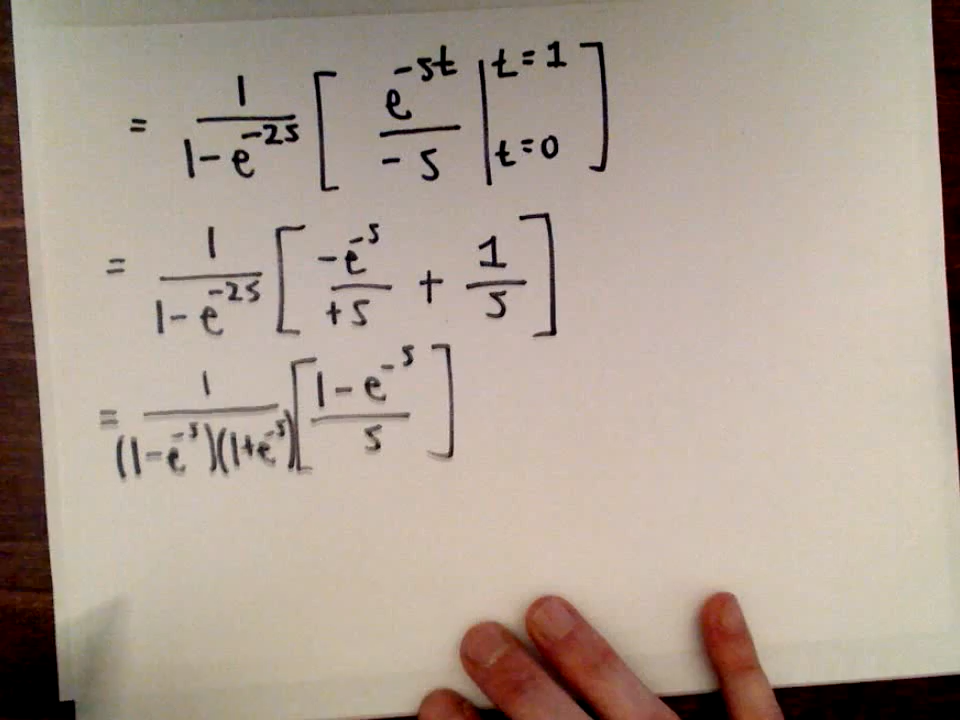 = 1/(1-e^{-2s}) [ e^{-st}/-s | t=1 t=0 ]
= 1/(1-e^{-2s}) [ -e^{-s}/+s + 1/s ]
= 1/((1-e^{-s})(1+e^{-s})) [ 1-e^{-s}/s ]